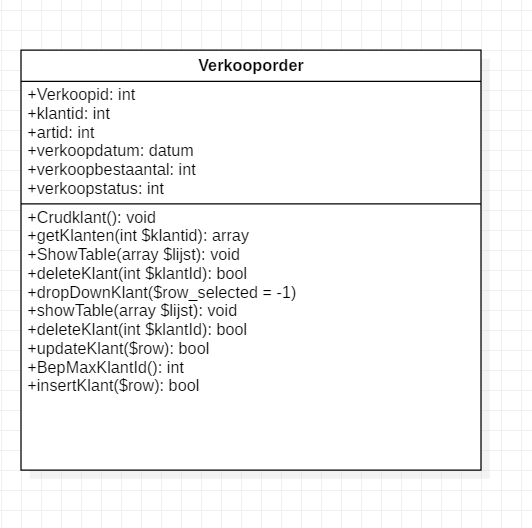 Verkooporder
+Verkoopid: int
+klantid: int
+artid: int
+verkoopdatum: datum
+verkoopbestaantal: int
+verkoopstatus: int
+Crudklant(): void
+getKlanten(int $klantid): array
+ShowTable(array $lijst): void
+deleteKlant(int $klantId): bool
+dropDownKlant($row_selected = -1)
+showTable(array $lijst): void
+deleteKlant(int $klantId): bool
+updateKlant($row): bool
+BepMaxKlantId(): int
+insertKlant($row): bool